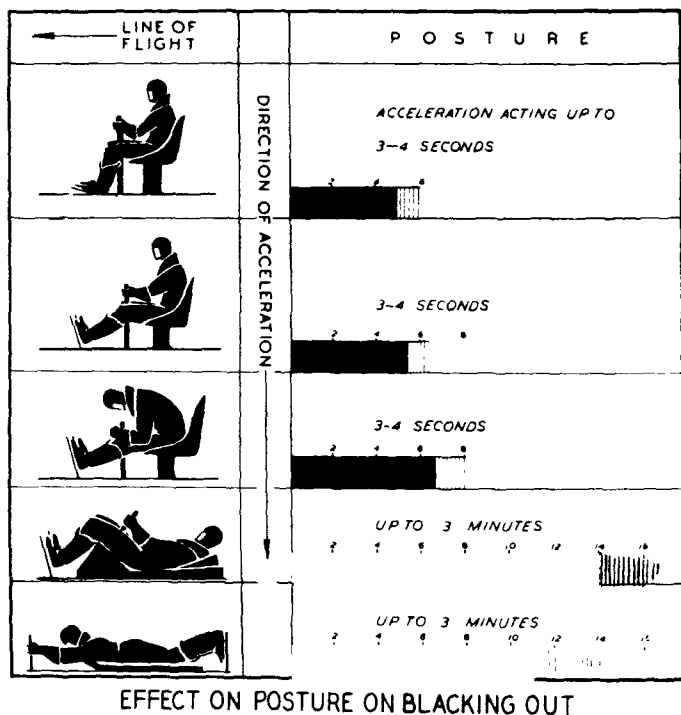 LINE OF
FLIGHT
POSTURE
DIRECTION OF ACCELERATION
ACCELERATION ACTING UP TO
3-4 SECONDS
2 4 6
3-4 SECONDS
2 4 6 8
3-4 SECONDS
2 4 6 8
UP TO 3 MINUTES
2 4 6 8 10 12 14 16
UP TO 3 MINUTES
2 4 6 8 10 12 14 16
EFFECT ON POSTURE ON BLACKING OUT